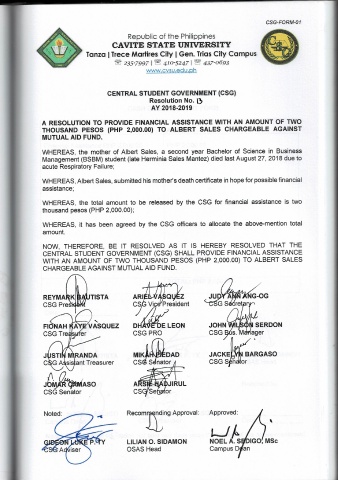 CSG-FORM-01
Republic of the Philippines
CAVITE STATE UNIVERSITY
Tanza | Trece Martires City | Gen. Trias City Campus
☏ 235-7997 | ☏ 410-5247 | ☏ 437-0693
www.cvsu.edu.ph
CENTRAL STUDENT GOVERNMENT (CSG)
Resolution No. 13
AY 2018-2019
A RESOLUTION TO PROVIDE FINANCIAL ASSISTANCE WITH AN AMOUNT OF TWO
THOUSAND PESOS (PHP 2,000.00) TO ALBERT SALES CHARGEABLE AGAINST
MUTUAL AID FUND.
WHEREAS, the mother of Albert Sales, a second year Bachelor of Science in Business
Management (BSBM) student (late Herminia Sales Mantez) died last August 27, 2018 due to
acute Respiratory Failure;
WHEREAS, Albert Sales, submitted his mother's death certificate in hope for possible financial
assistance;
WHEREAS, the total amount to be released by the CSG for financial assistance is two
thousand pesos (PHP 2,000.00);
WHEREAS, it has been agreed by the CSG officers to allocate the above-mention total
amount.
NOW, THEREFORE, BE IT RESOLVED AS IT IS HEREBY RESOLVED THAT THE
CENTRAL STUDENT GOVERNMENT (CSG) SHALL PROVIDE FINANCIAL ASSISTANCE
WITH AN AMOUNT OF TWO THOUSAND PESOS (PHP 2,000.00) TO ALBERT SALES
CHARGEABLE AGAINST MUTUAL AID FUND.
REYMARK BAUTISTA ARIEL VASQUEZ JUDY ANN ANG-OG
CSG President CSG Vice President CSG Secretary
FIONAH KAYE VASQUEZ DHAVE DE LEON JOHN WILSON SERDON
CSG Treasurer CSG PRO CSG Bus. Manager
JUSTIN MIRANDA MIKAH PIEDAD JACKELYN BARGASO
CSG Assistant Treasurer CSG Senator CSG Senator
JOMAR ORMASO ARSIE HADJIRUL
CSG Senator CSG Senator
Noted: Recommending Approval: Approved:
GIDEON LUKE P. TY LILIAN O. SIDAMON NOEL A. SEDIGO, MSc
CSG Adviser OSAS Head Campus Dean